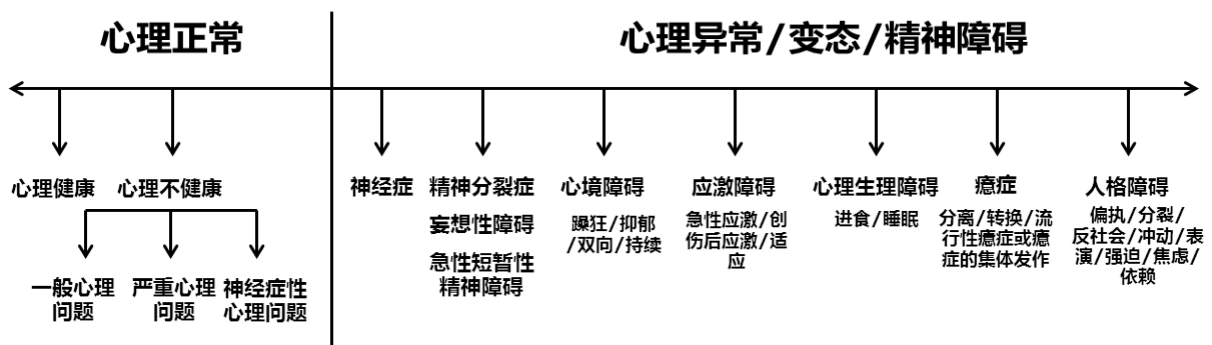 心理正常
心理异常/变态/精神障碍
心理健康
心理不健康
一般心理
问题
严重心理
问题
神经症性
心理问题
神经症
精神分裂症
妄想性障碍
急性短暂性
精神障碍
心境障碍
躁狂/抑郁
/双向/持续
应激障碍
急性应激/创
伤后应激/适
应
心理生理障碍
进食/睡眠
癔症
分离/转换/流
行性癔症或癔
症的集体发作
人格障碍
偏执/分裂/
反社会/冲动/表
演/强迫/焦虑/
依赖